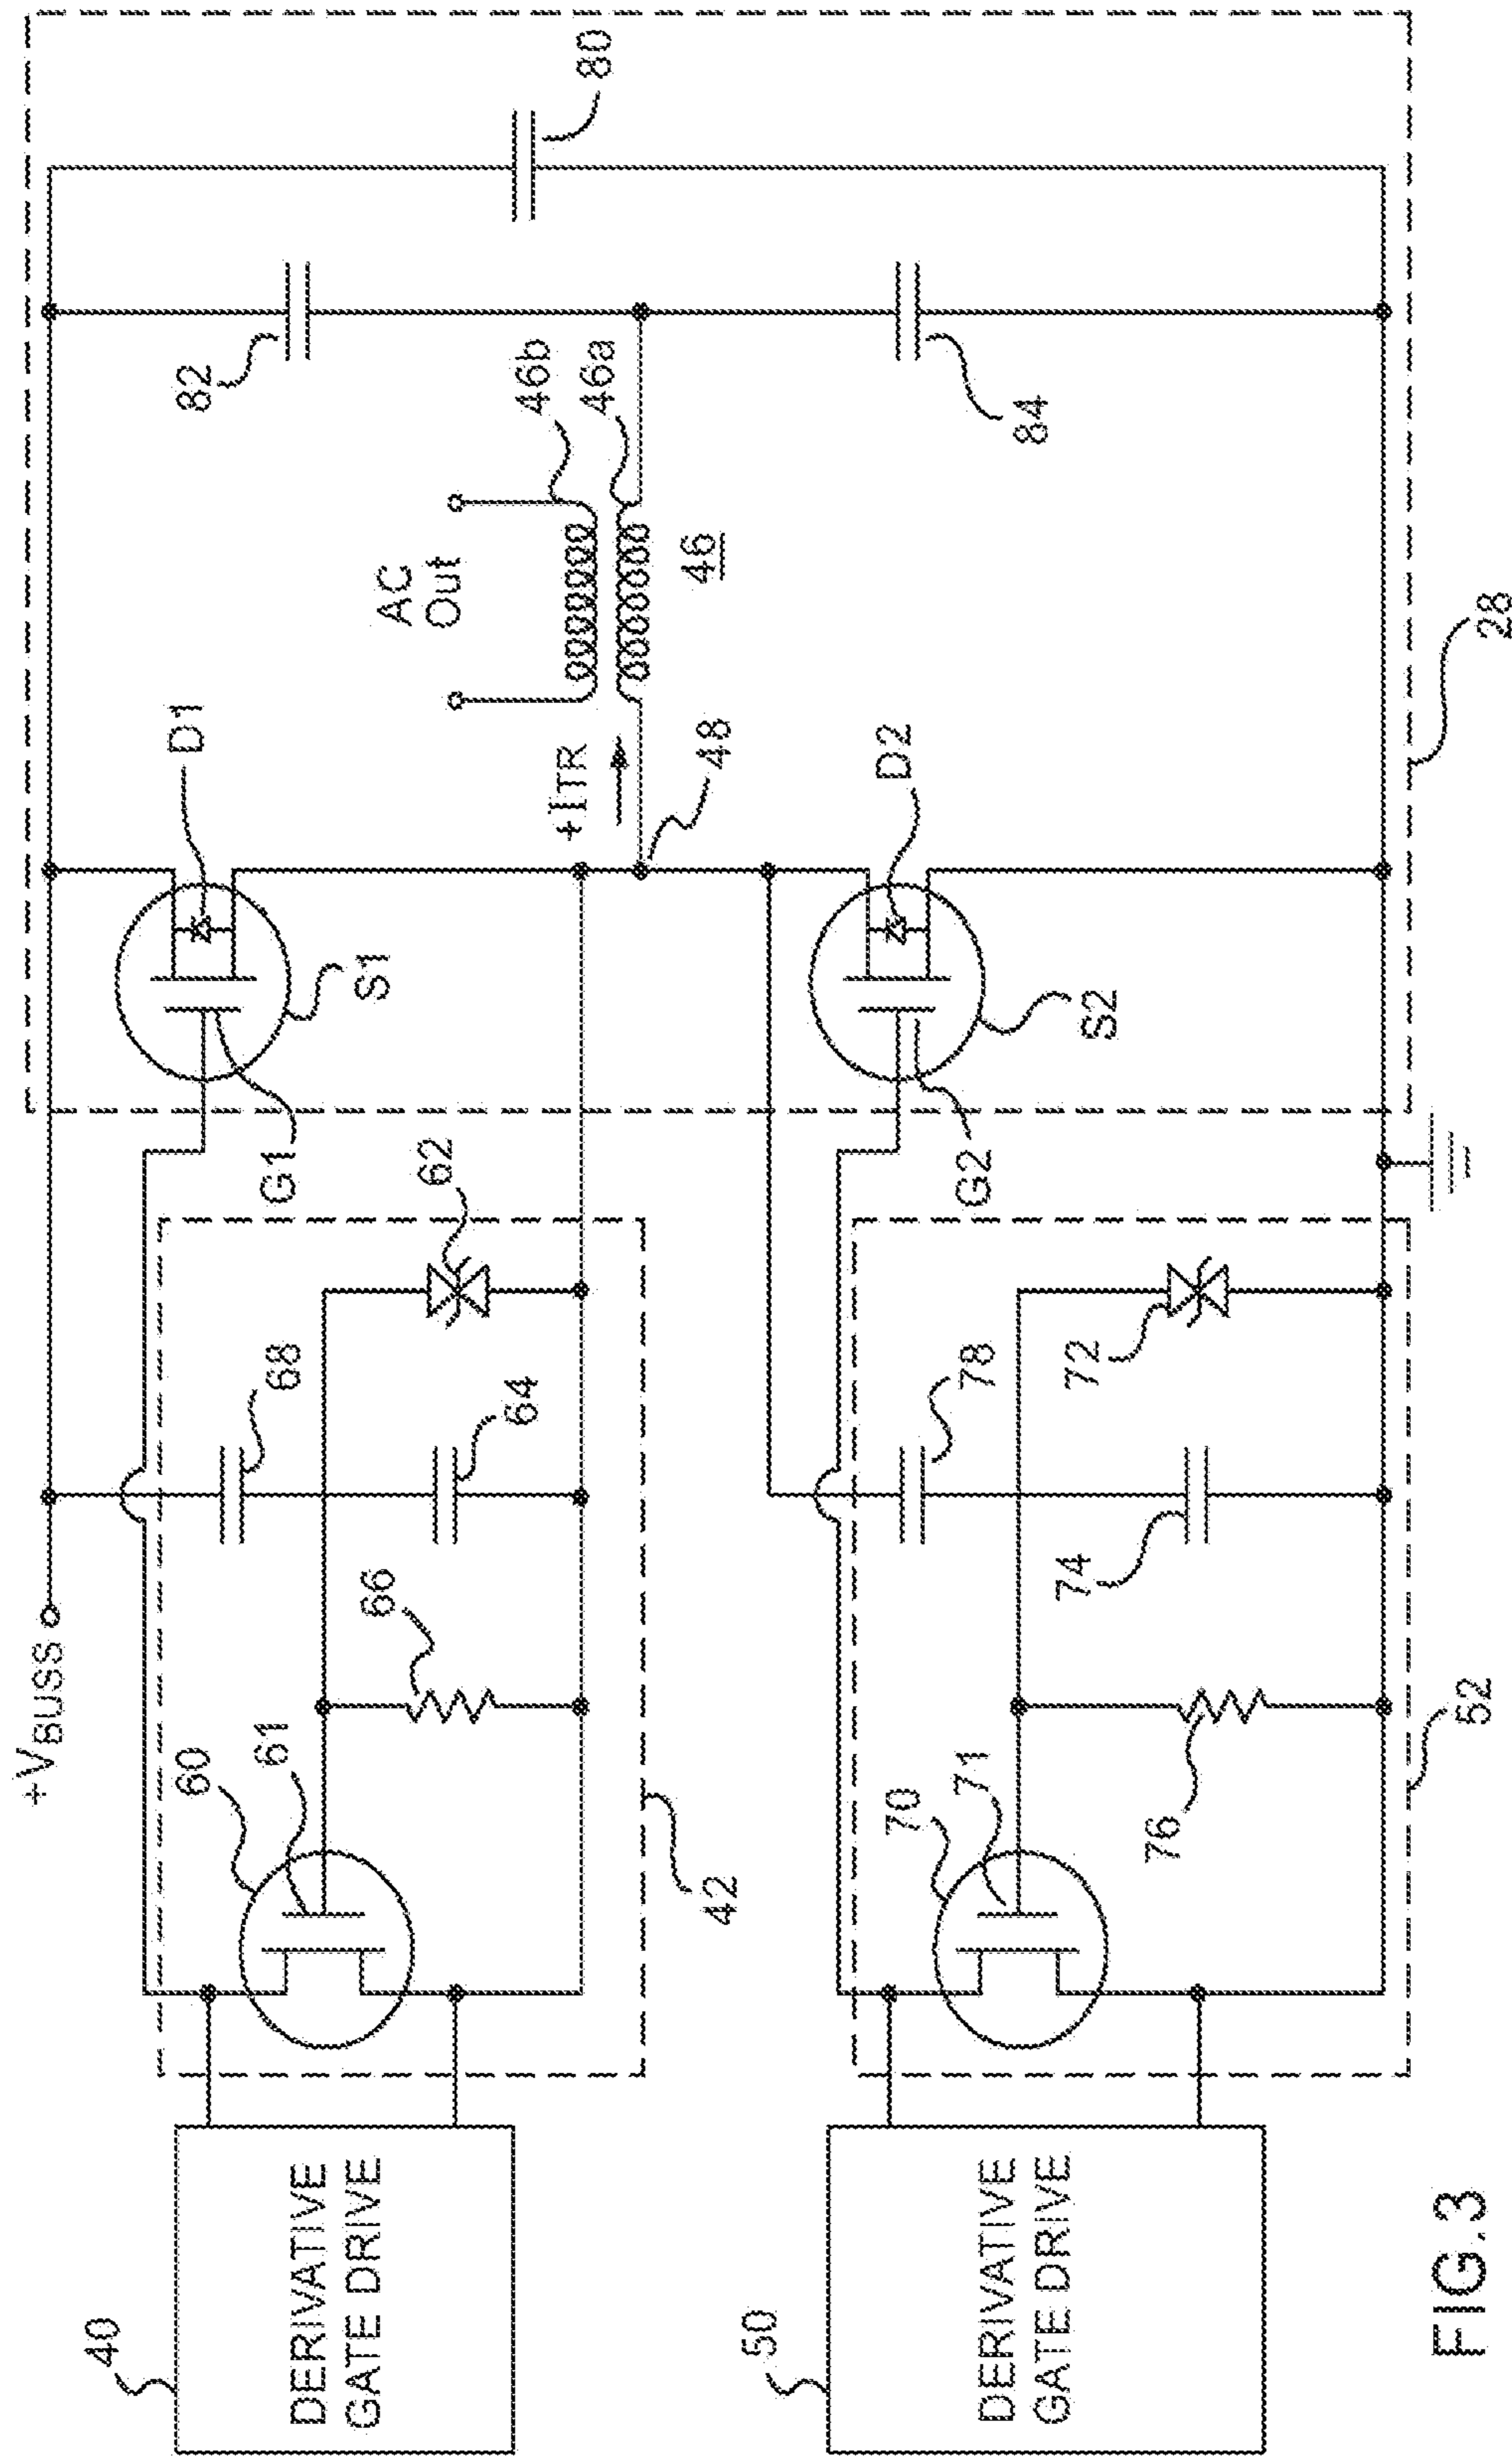 +VBUSS
40
DERIVATIVE
GATE DRIVE
60
61
66
68
64
62
42
G1
S1
D1
+ITR
48
AC
Out
46b
46a
46
82
80
84
50
DERIVATIVE
GATE DRIVE
70
71
76
78
74
72
52
G2
S2
D2
28
FIG.3